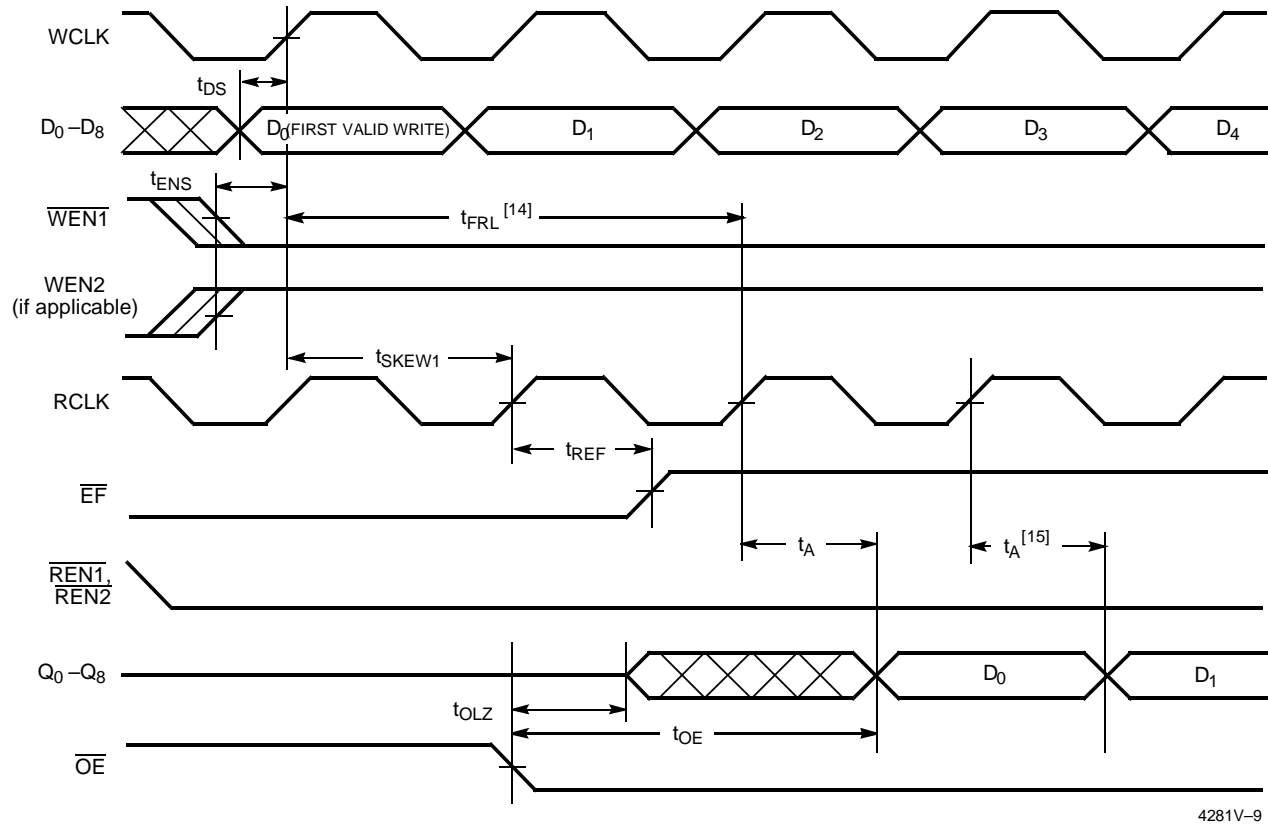 WCLK
tDS
D0–D8
D0(FIRST VALID WRITE)
D1
D2
D3
D4
tENS
WEN1
tFRL [14]
WEN2
(if applicable)
tSKEW1
RCLK
tREF
EF
tA
tA[15]
REN1,
REN2
Q0–Q8
D0
D1
tOLZ
tOE
OE
4281V–9